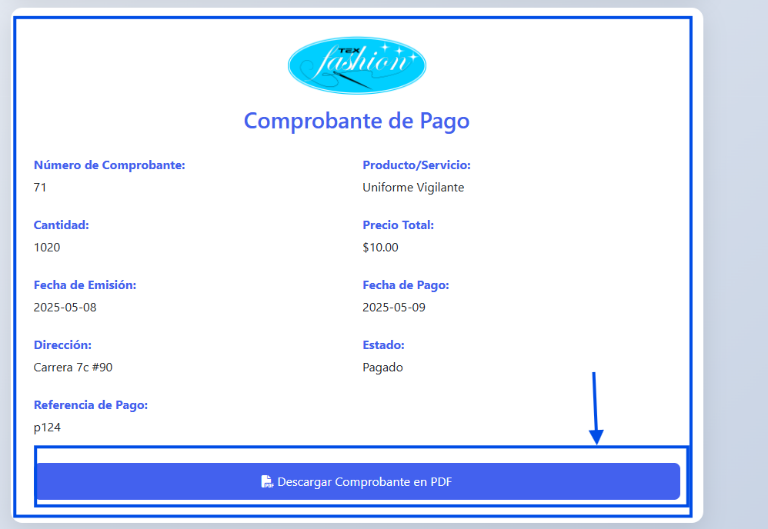 TEX
fashion
Comprobante de Pago
Número de Comprobante:
71
Producto/Servicio:
Uniforme Vigilante
Cantidad:
1020
Precio Total:
$10.00
Fecha de Emisión:
2025-05-08
Fecha de Pago:
2025-05-09
Dirección:
Carrera 7c #90
Estado:
Pagado
Referencia de Pago:
p124
Descargar Comprobante en PDF